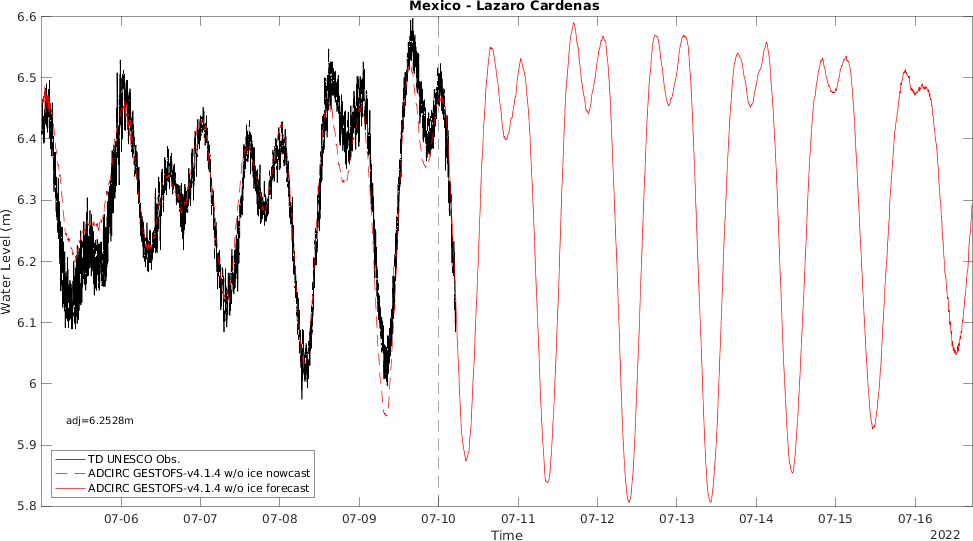 Mexico - Lazaro Cardenas
6.6
6.5
6.4
6.3
6.2
6.1
6
5.9
5.8
Water Level (m)
adj=6.2528m
TD UNESCO Obs.
ADCIRC GESTOFS-v4.1.4 w/o ice nowcast
ADCIRC GESTOFS-v4.1.4 w/o ice forecast
07-06 07-07 07-08 07-09 07-10 07-11 07-12 07-13 07-14 07-15 07-16
Time
2022